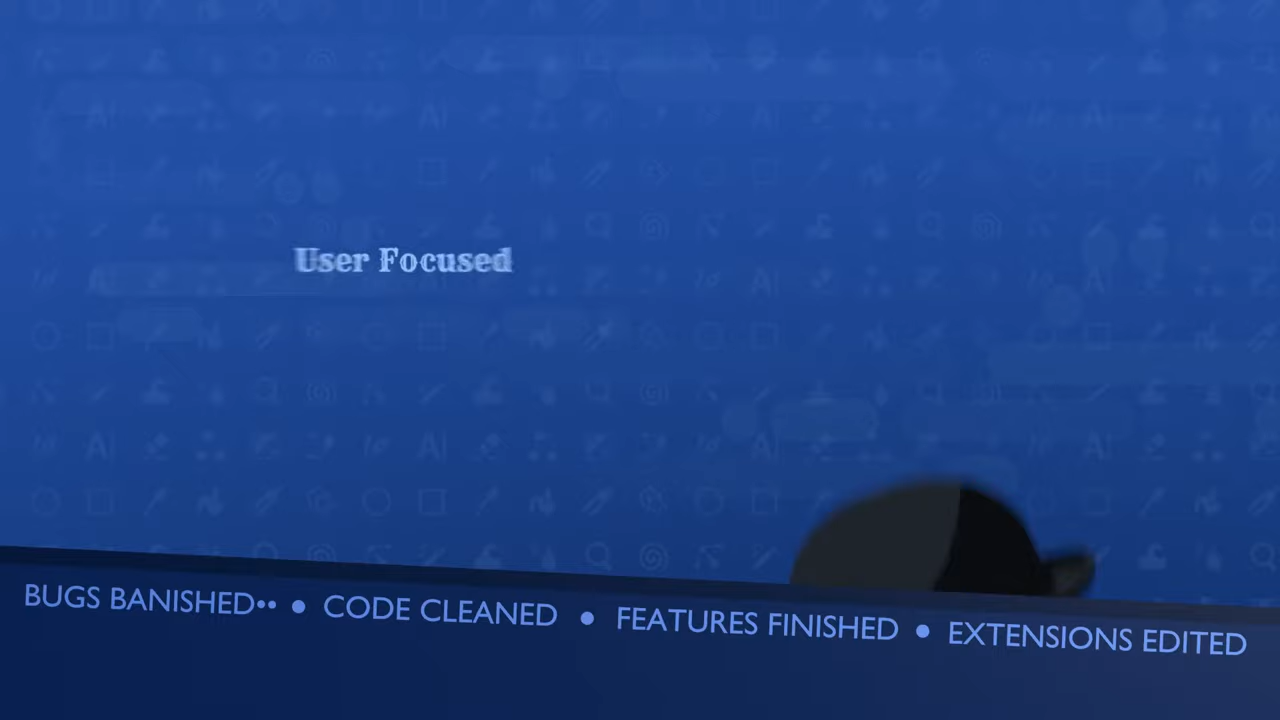 User Focused
BUGS BANISHED•• ● CODE CLEANED ● FEATURES FINISHED ● EXTENSIONS EDITED